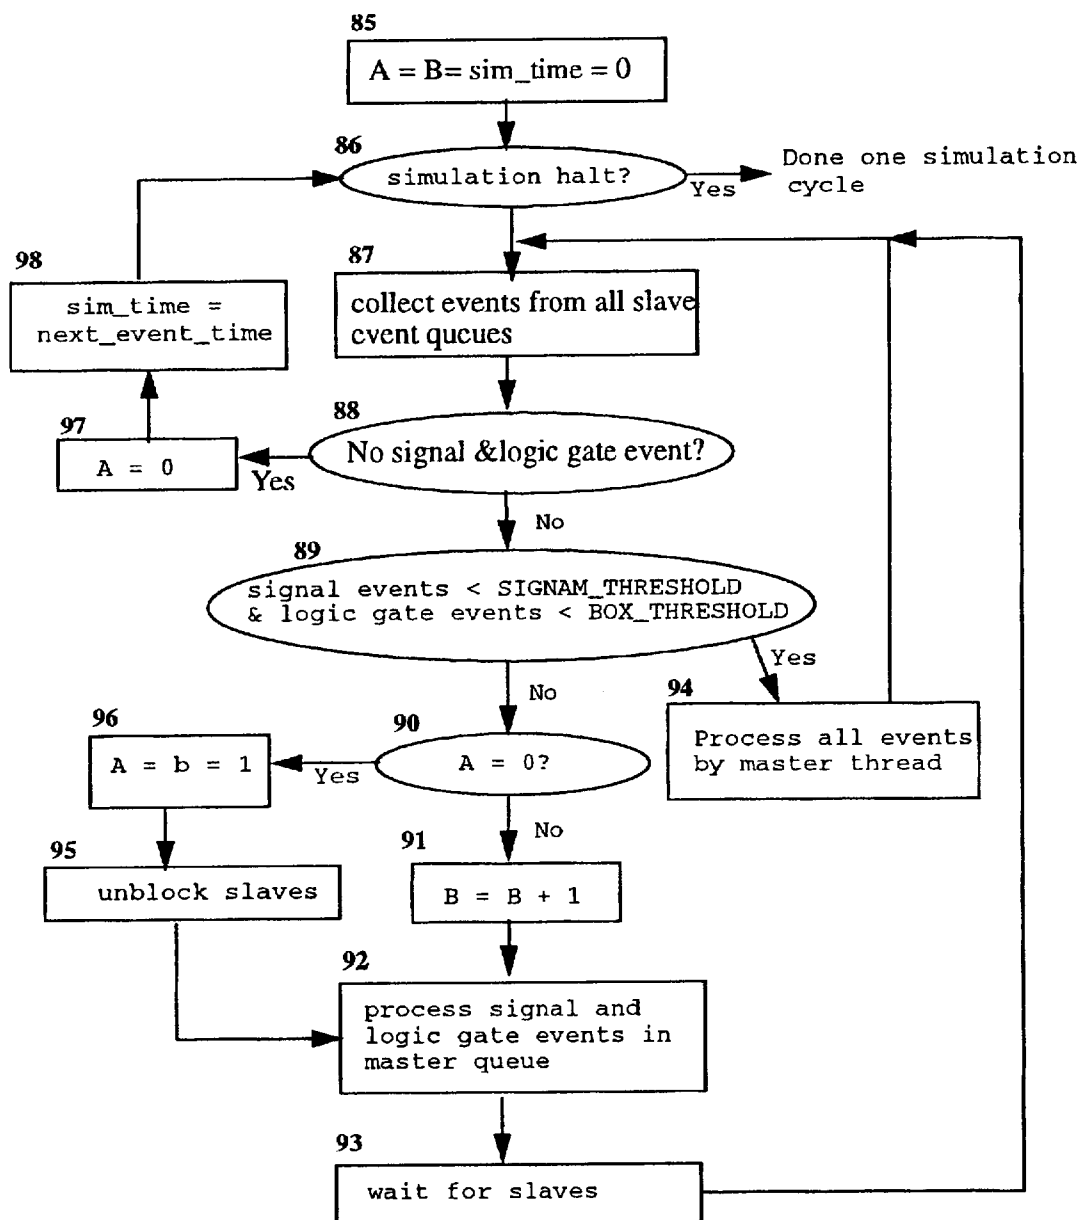 85
A = B= sim_time = 0
86
simulation halt?
Yes
Done one simulation
cycle
98
sim_time =
next_event_time
87
collect events from all slave
event queues
97
A = 0
88
No signal &logic gate event?
Yes
No
89
signal events < SIGNAM_THRESHOLD
& logic gate events < BOX_THRESHOLD
Yes
No
94
Process all events
by master thread
96
A = b = 1
90
A = 0?
Yes
No
95
unblock slaves
91
B = B + 1
92
process signal and
logic gate events in
master queue
93
wait for slaves